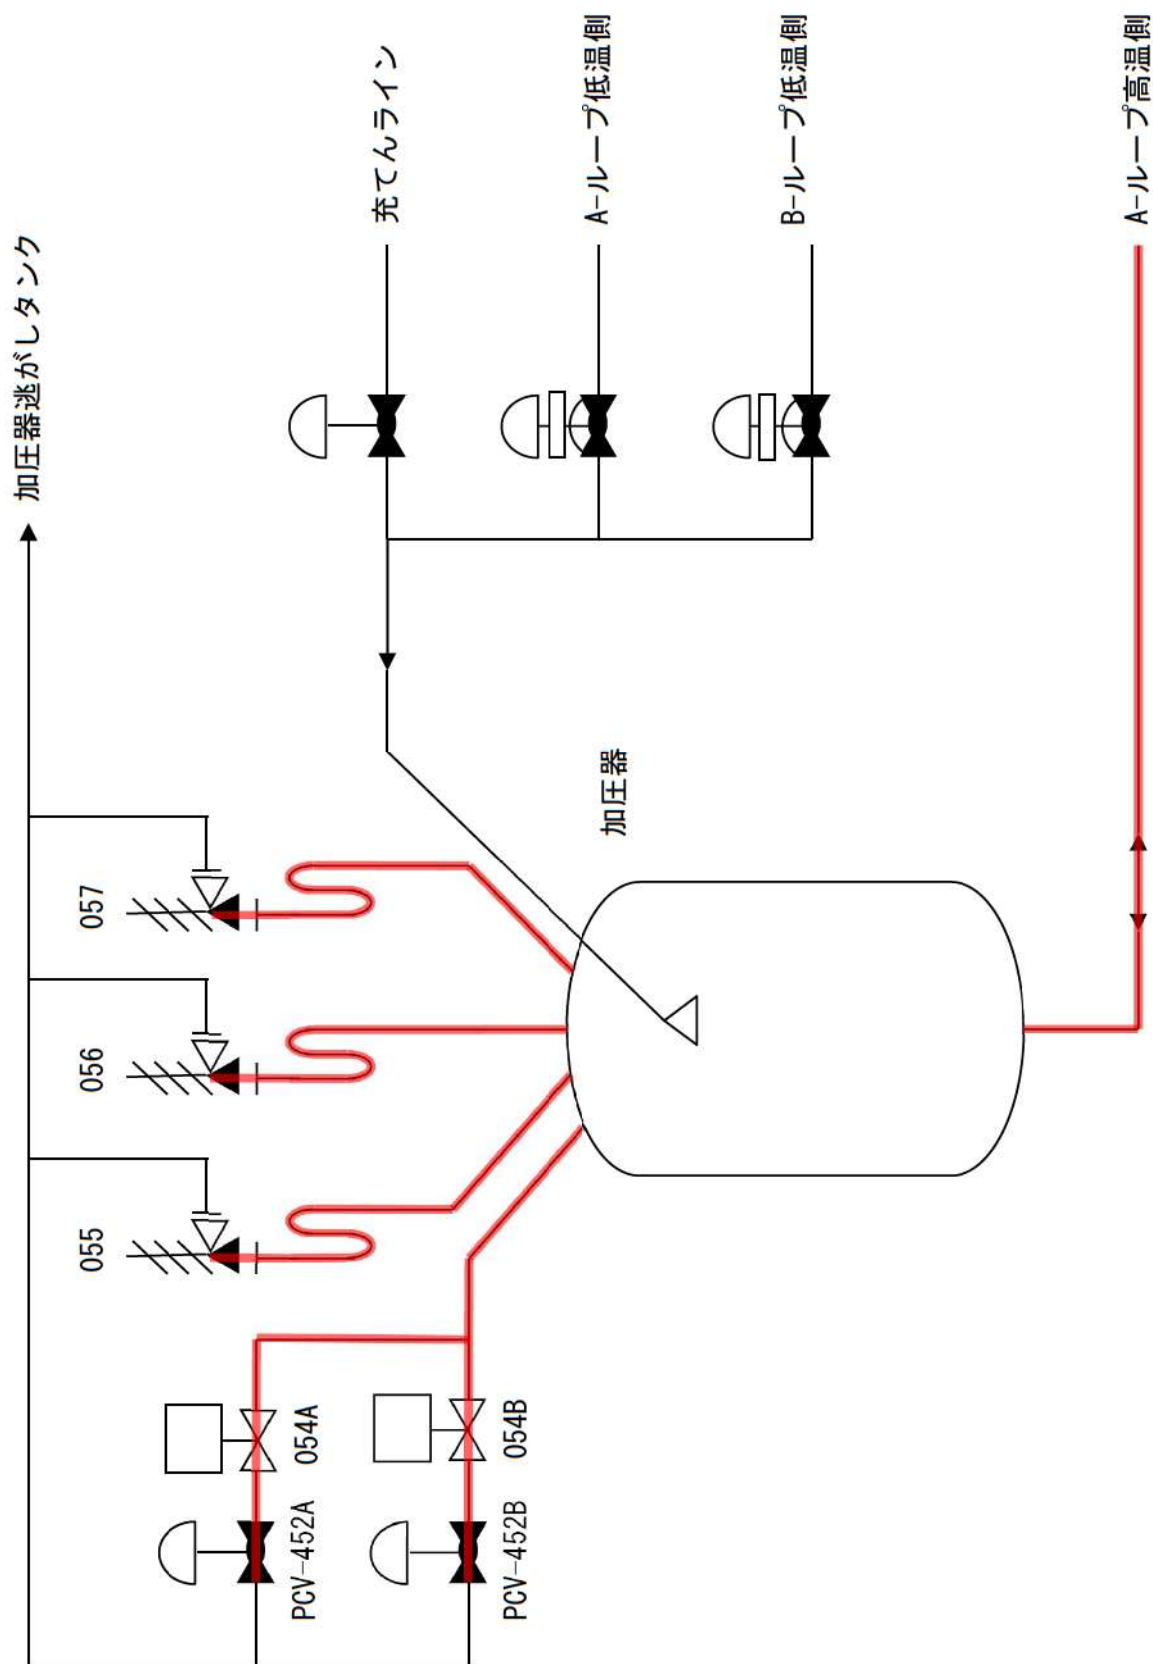 加圧器逃がしタンク
057
056
055
054A
PCV-452A
054B
PCV-452B
充てんライン
A-ループ低温側
B-ループ低温側
加圧器
A-ループ高温側